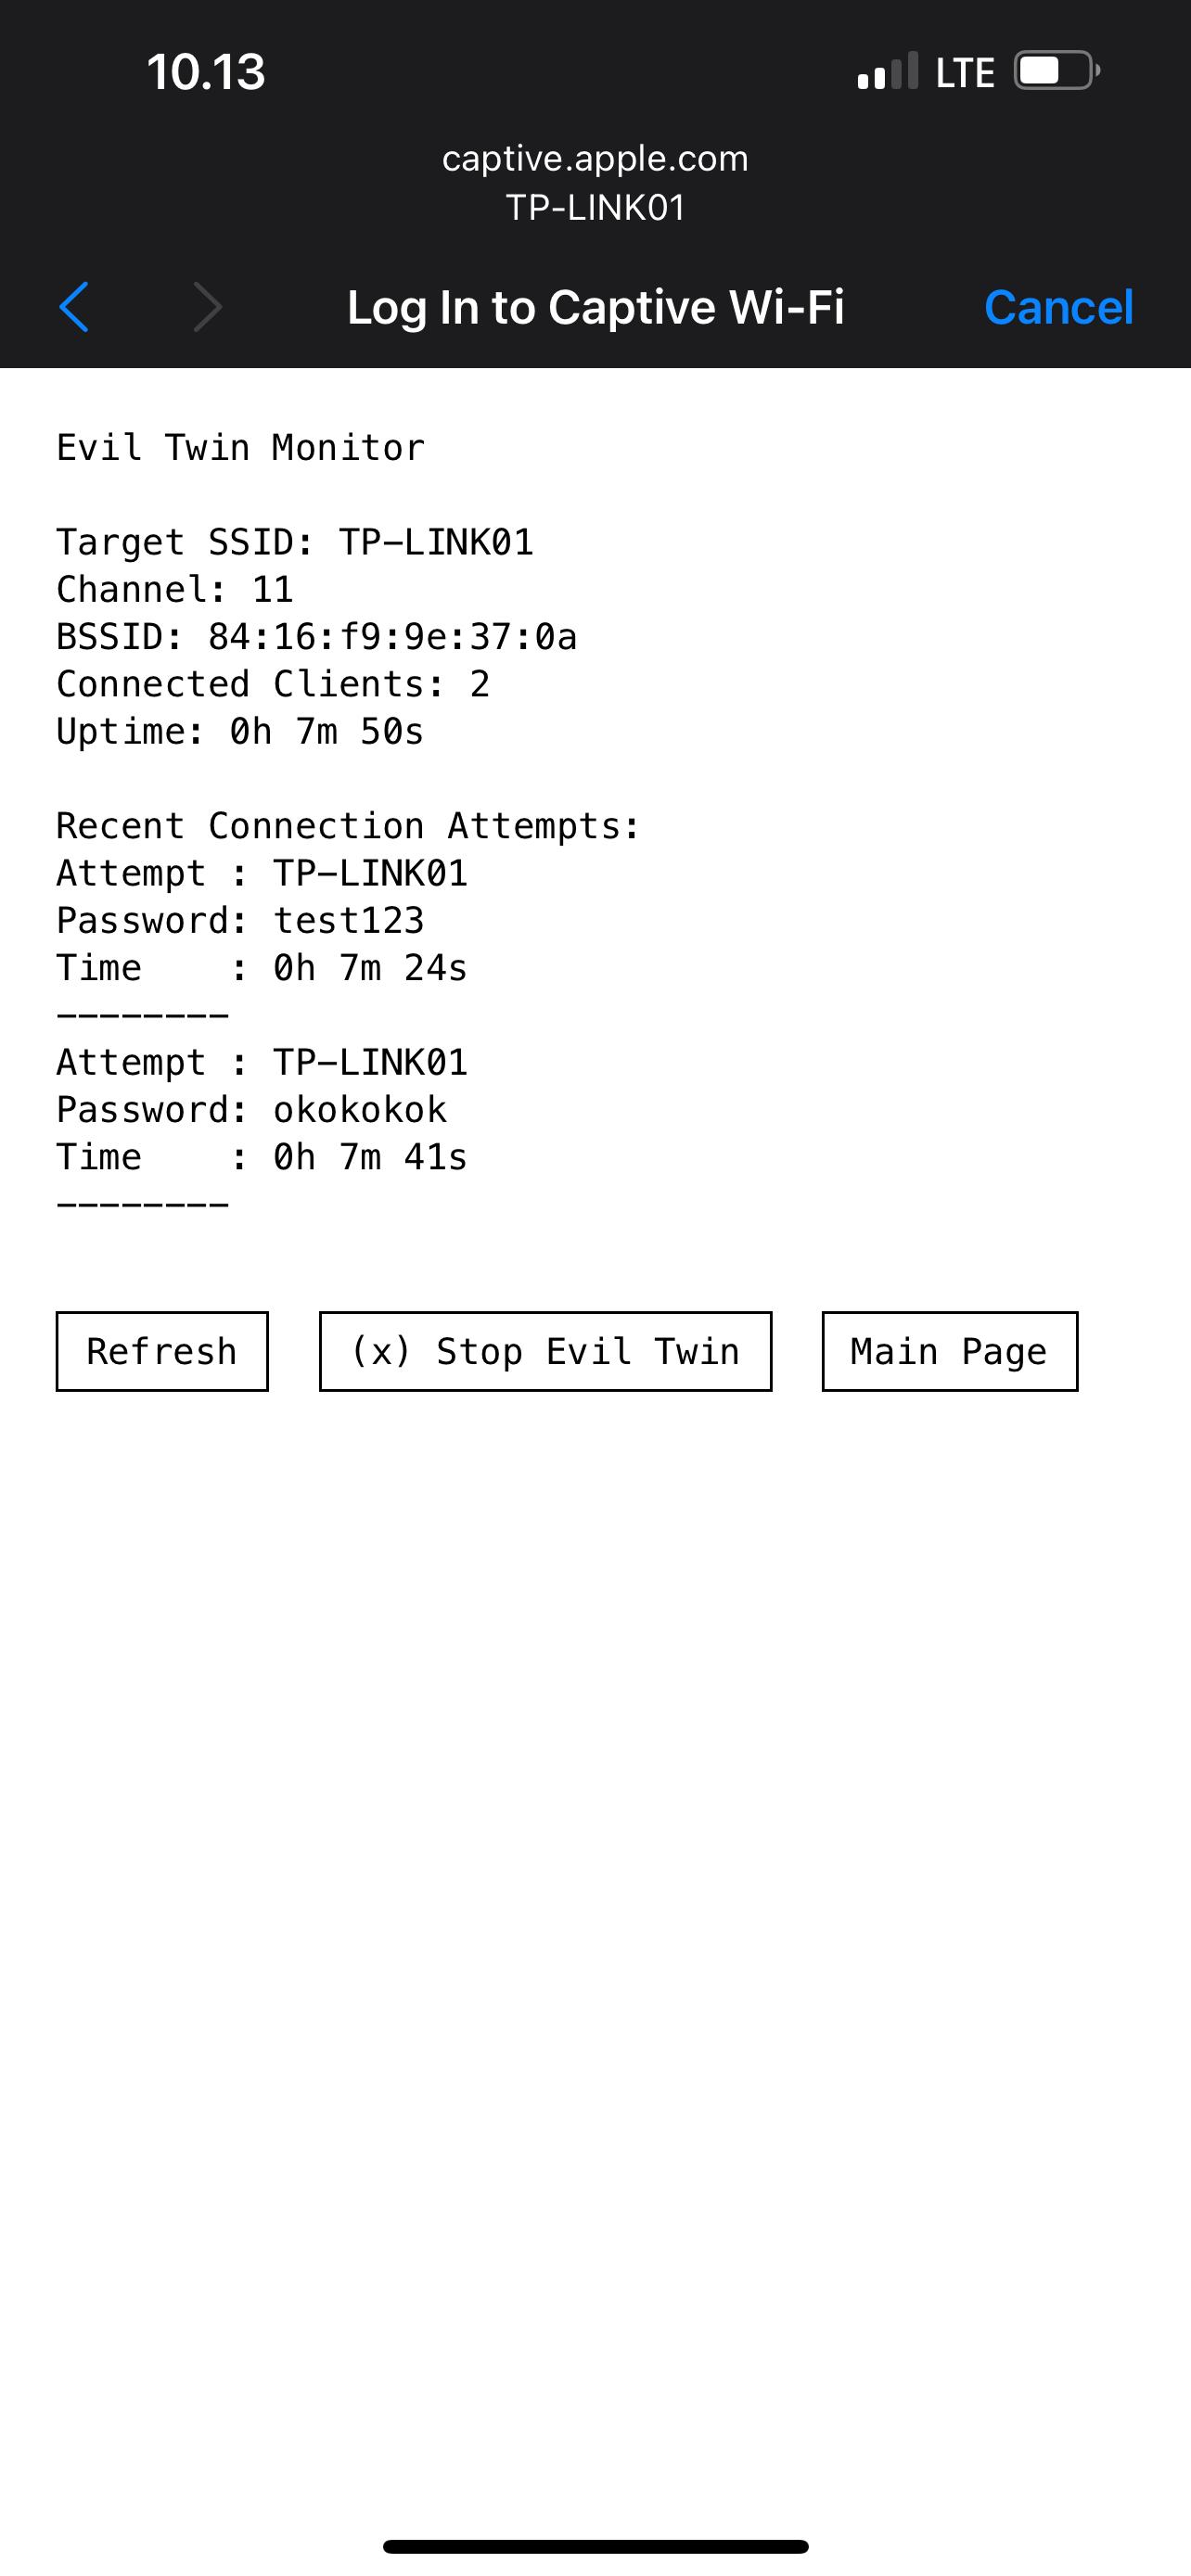 10.13 LTE
captive.apple.com
TP-LINK01
Log In to Captive Wi-Fi Cancel
Evil Twin Monitor
Target SSID: TP-LINK01
Channel: 11
BSSID: 84:16:f9:9e:37:0a
Connected Clients: 2
Uptime: 0h 7m 50s
Recent Connection Attempts:
Attempt : TP-LINK01
Password: test123
Time    : 0h 7m 24s
--------
Attempt : TP-LINK01
Password: okokokok
Time    : 0h 7m 41s
--------
Refresh (x) Stop Evil Twin Main Page